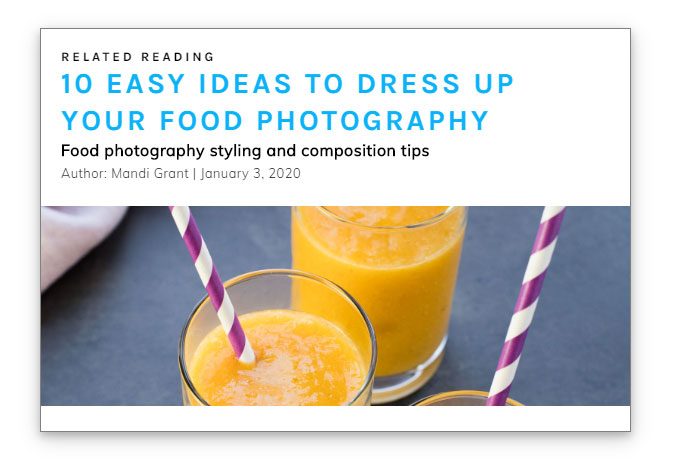 RELATED READING
10 EASY IDEAS TO DRESS UP
YOUR FOOD PHOTOGRAPHY
Food photography styling and composition tips
Author: Mandi Grant | January 3, 2020